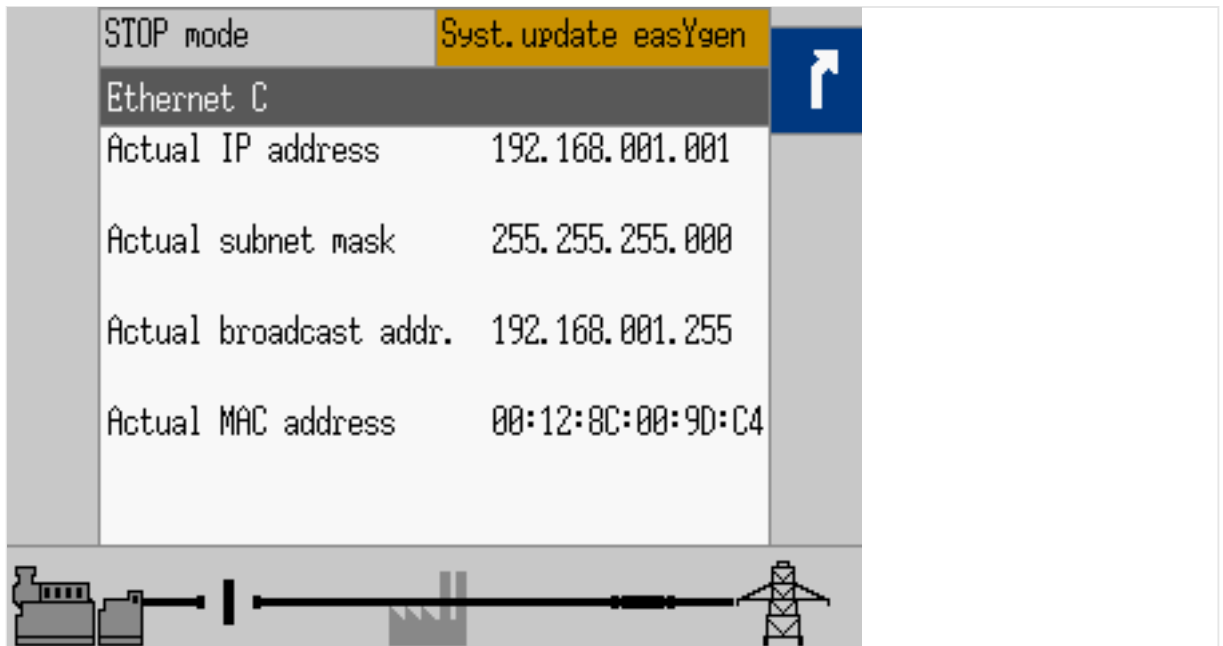 STOP mode Syst.update easYgen
Ethernet C
Actual IP address 192.168.001.001
Actual subnet mask 255.255.255.000
Actual broadcast addr. 192.168.001.255
Actual MAC address 00:12:8C:00:9D:C4